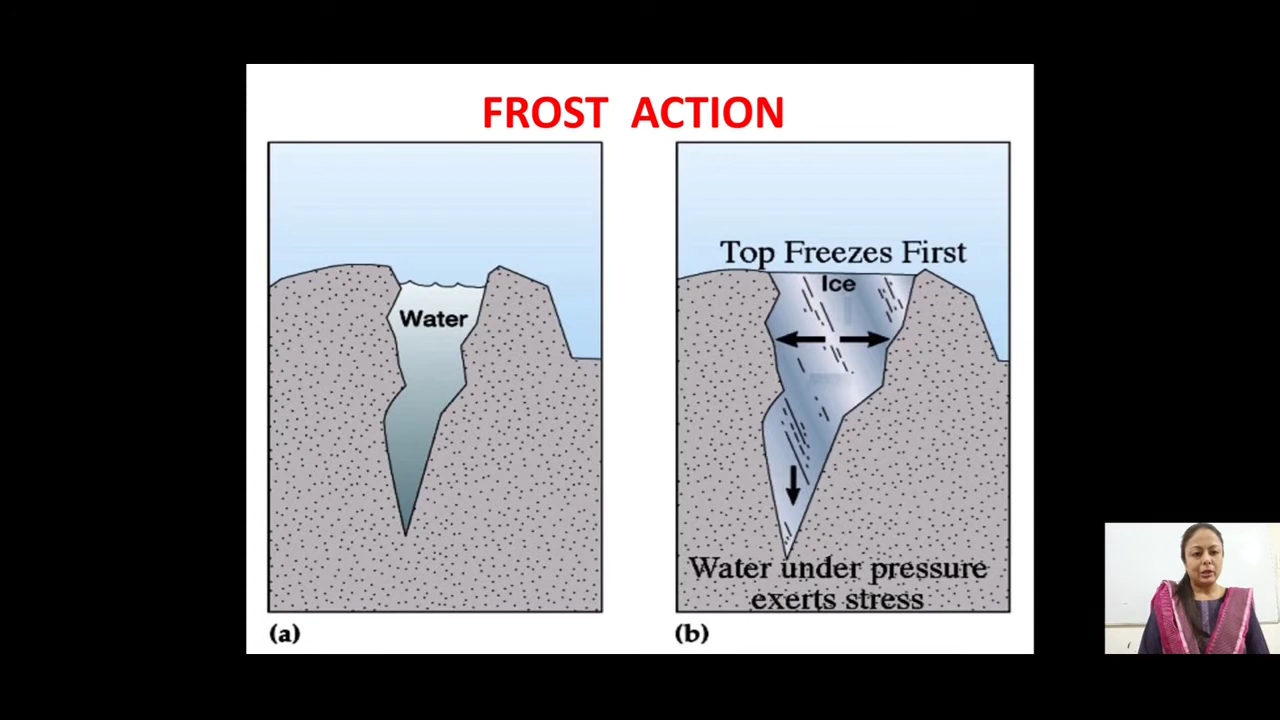 FROST ACTION
Water
(a)
Top Freezes First
Ice
Water under pressure
exerts stress
(b)